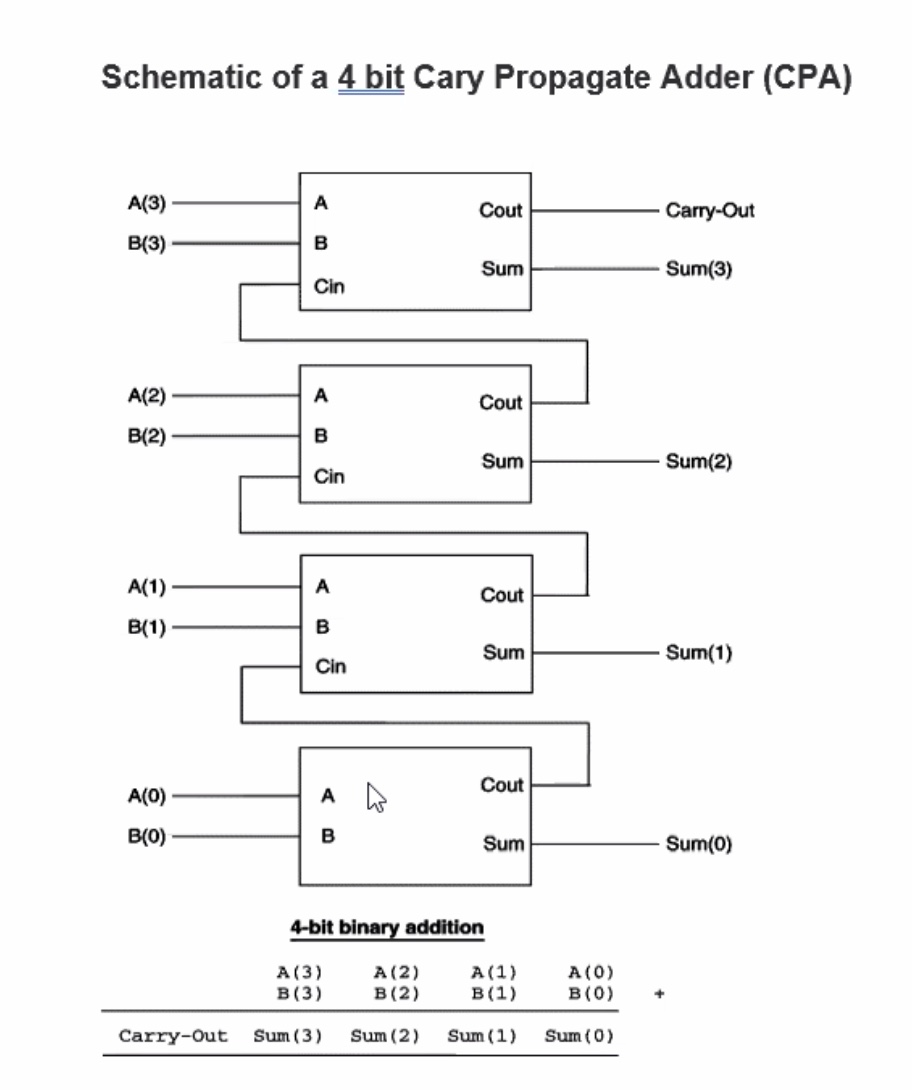 Schematic of a 4 bit Cary Propagate Adder (CPA)
A(3) A Cout Carry-Out
B(3) B
Sum Sum(3)
Cin
A(2) A Cout
B(2) B
Sum Sum(2)
Cin
A(1) A Cout
B(1) B
Sum Sum(1)
Cin
A(0) A Cout
B(0) B Sum Sum(0)
4-bit binary addition
A(3) A(2) A(1) A(0)
B(3) B(2) B(1) B(0) +
Carry-Out Sum(3) Sum(2) Sum(1) Sum(0)